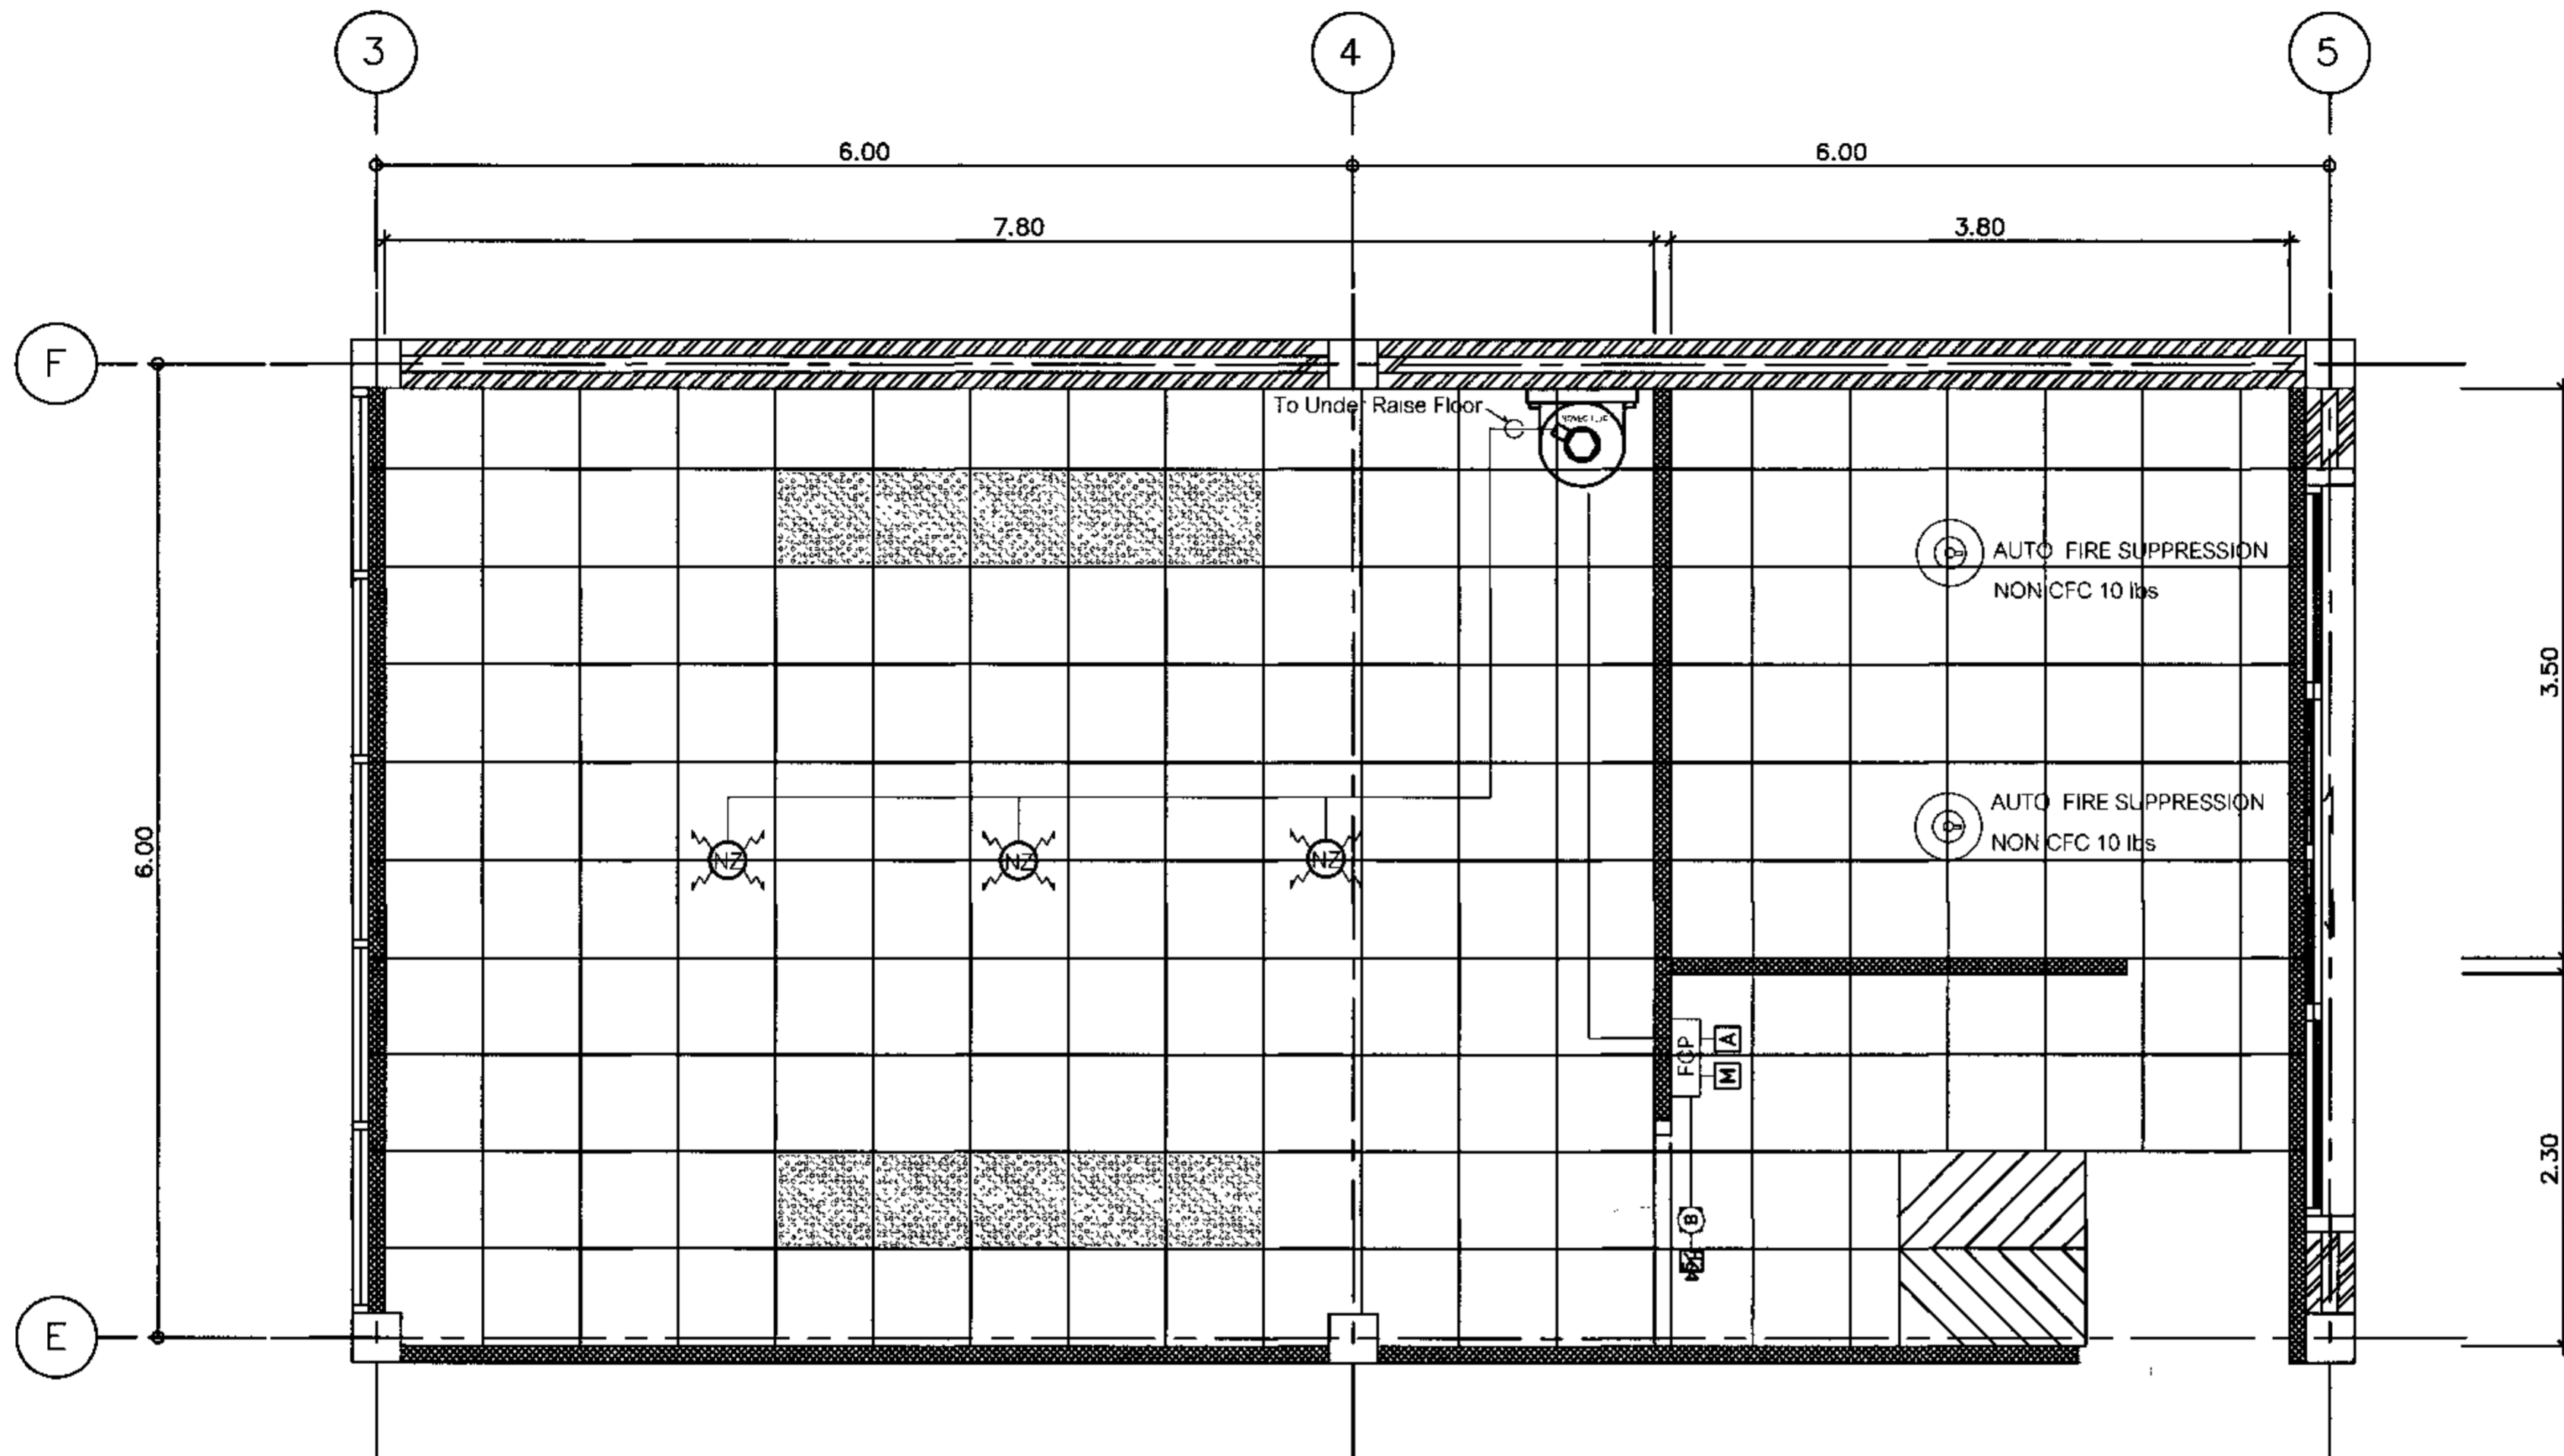 3
4
5
6.00
6.00
7.80
3.80
F
To Under Raise Floor
AUTO FIRE SUPPRESSION
NON CFC 10 lbs
3.50
AUTO FIRE SUPPRESSION
NON CFC 10 lbs
6.00
NZ
NZ
NZ
FCP
A
M
2.30
B
E